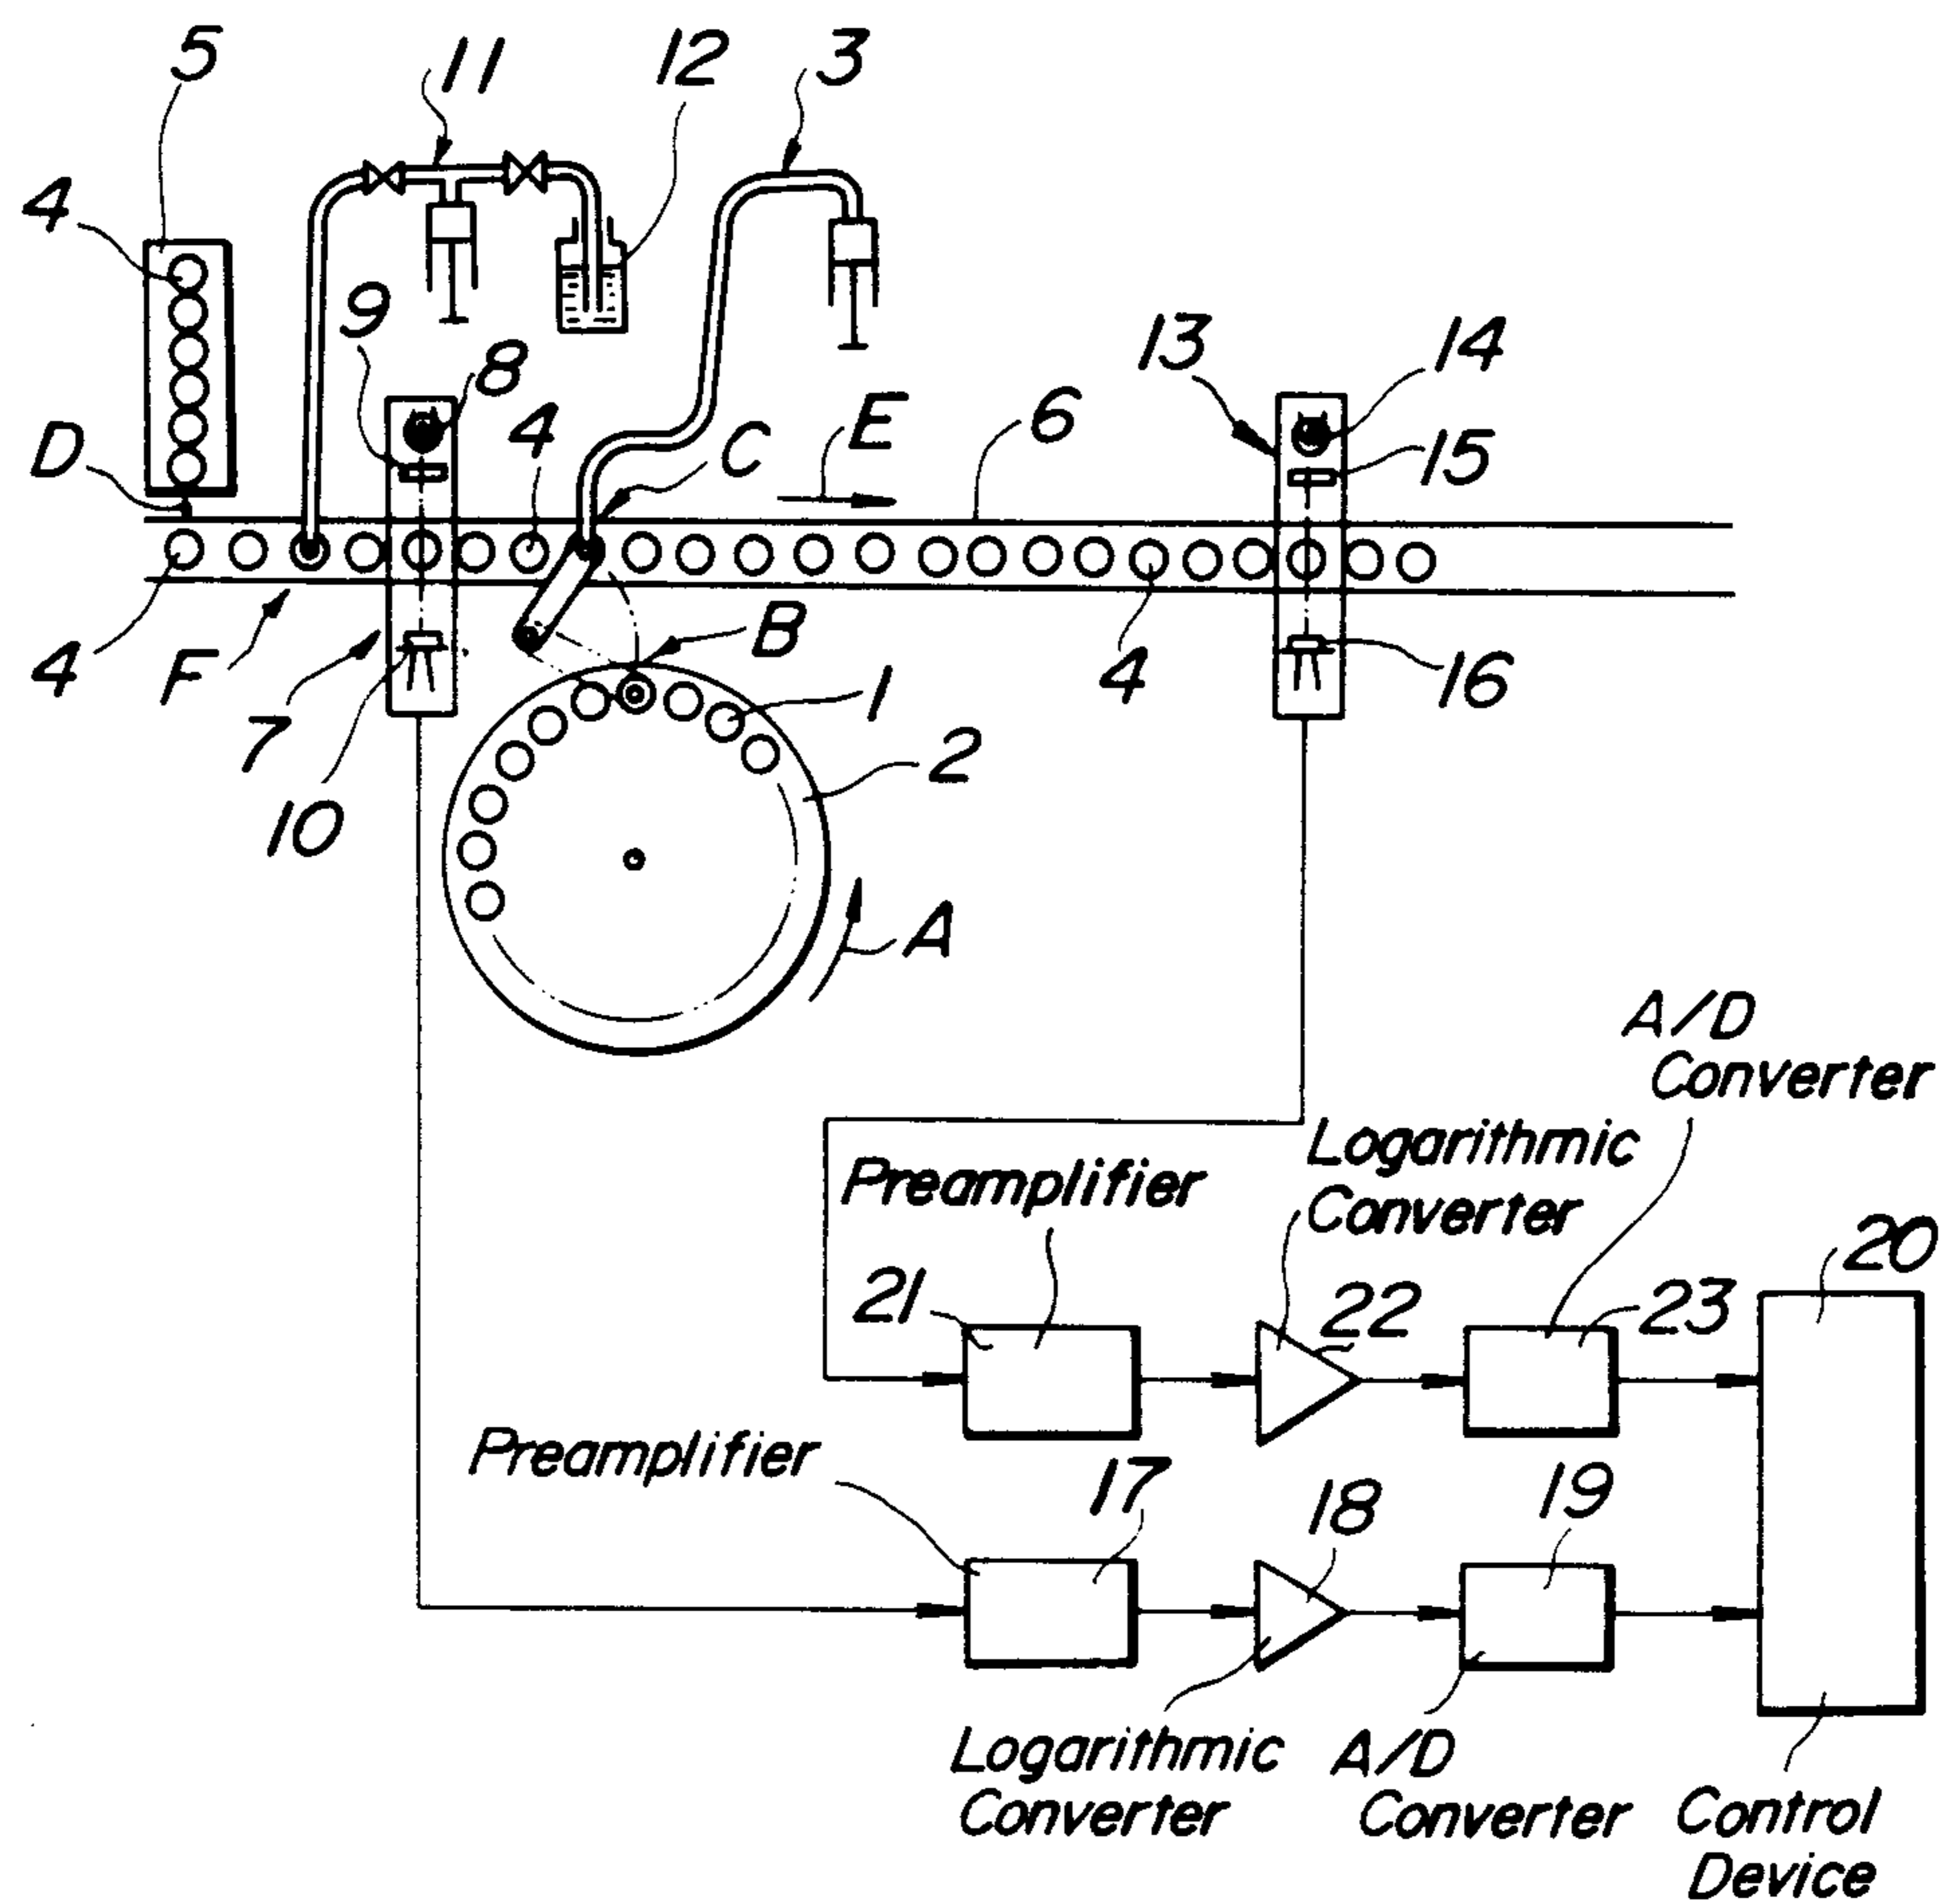 5
11
12
3
4
9
8
4
C
E
6
13
14
15
D
4
F
7
10
B
1
2
4
16
A
A/D
Converter
Logarithmic
Converter
Preamplifier
20
21
22
23
Preamplifier
17
18
19
Logarithmic
Converter
A/D
Converter
Control
Device